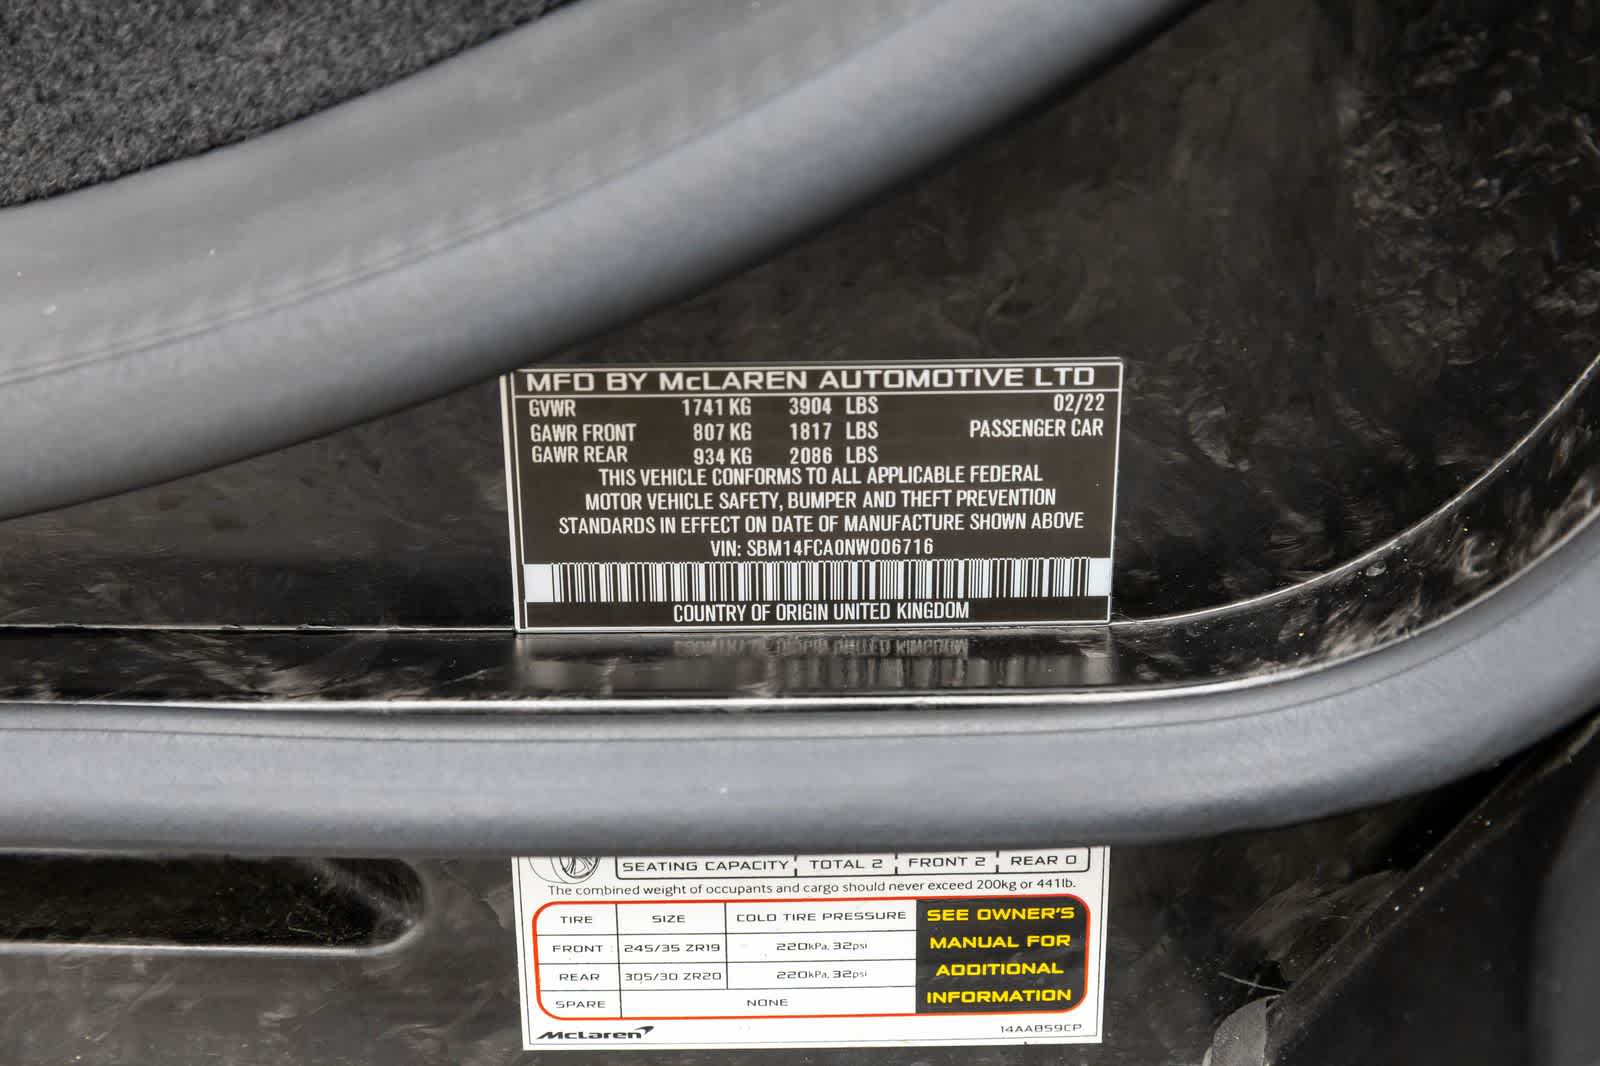 MFD BY McLAREN AUTOMOTIVE LTD
GVWR 1741 KG 3904 LBS 02/22
GAWR FRONT 807 KG 1817 LBS PASSENGER CAR
GAWR REAR 934 KG 2086 LBS
THIS VEHICLE CONFORMS TO ALL APPLICABLE FEDERAL
MOTOR VEHICLE SAFETY, BUMPER AND THEFT PREVENTION
STANDARDS IN EFFECT ON DATE OF MANUFACTURE SHOWN ABOVE
VIN: SBM14FCA0NW006716
COUNTRY OF ORIGIN UNITED KINGDOM
SEATING CAPACITY TOTAL 2 FRONT 2 REAR 0
The combined weight of occupants and cargo should never exceed 200kg or 441lb.
TIRE SIZE COLD TIRE PRESSURE SEE OWNER'S
FRONT 245/35 ZR19 220kPa, 32psi MANUAL FOR
REAR 305/30 ZR20 220kPa, 32psi ADDITIONAL
SPARE NONE INFORMATION
McLaren 14AAB59CP